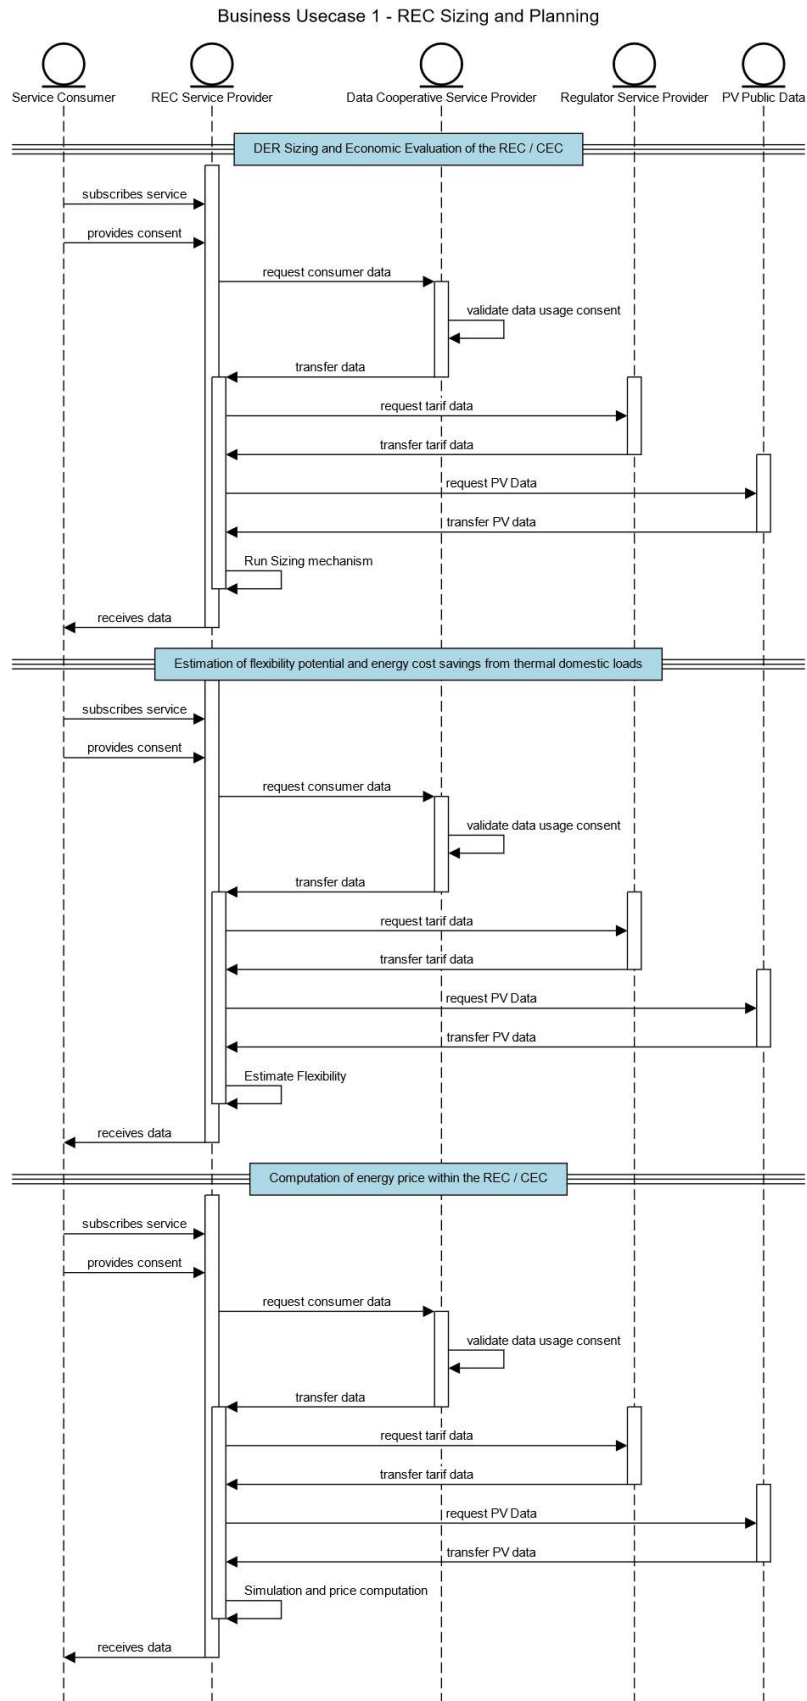 Business Usecase 1 - REC Sizing and Planning
Service Consumer
REC Service Provider
Data Cooperative Service Provider
Regulator Service Provider
PV Public Data
DER Sizing and Economic Evaluation of the REC / CEC
subscribes service
provides consent
request consumer data
validate data usage consent
transfer data
request tarif data
transfer tarif data
request PV Data
transfer PV data
Run Sizing mechanism
receives data
Estimation of flexibility potential and energy cost savings from thermal domestic loads
subscribes service
provides consent
request consumer data
validate data usage consent
transfer data
request tarif data
transfer tarif data
request PV Data
transfer PV data
Estimate Flexibility
receives data
Computation of energy price within the REC / CEC
subscribes service
provides consent
request consumer data
validate data usage consent
transfer data
request tarif data
transfer tarif data
request PV Data
transfer PV data
Simulation and price computation
receives data